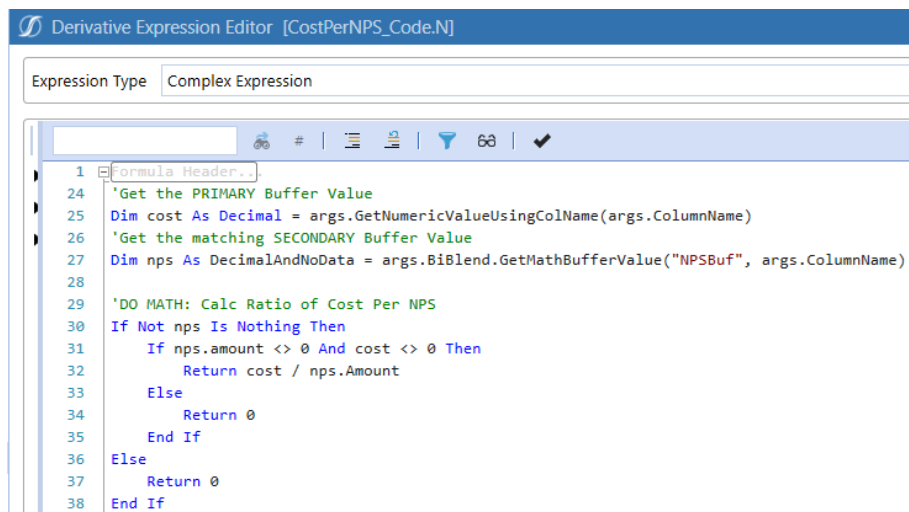 Derivative Expression Editor [CostPerNPS_Code.N]
Expression Type Complex Expression
#
1 Formula Header...
24 'Get the PRIMARY Buffer Value
25 Dim cost As Decimal = args.GetNumericValueUsingColName(args.ColumnName)
26 'Get the matching SECONDARY Buffer Value
27 Dim nps As DecimalAndNoData = args.BiBlend.GetMathBufferValue("NPSBuf", args.ColumnName)
28
29 'DO MATH: Calc Ratio of Cost Per NPS
30 If Not nps Is Nothing Then
31 If nps.amount <> 0 And cost <> 0 Then
32 Return cost / nps.Amount
33 Else
34 Return 0
35 End If
36 Else
37 Return 0
38 End If